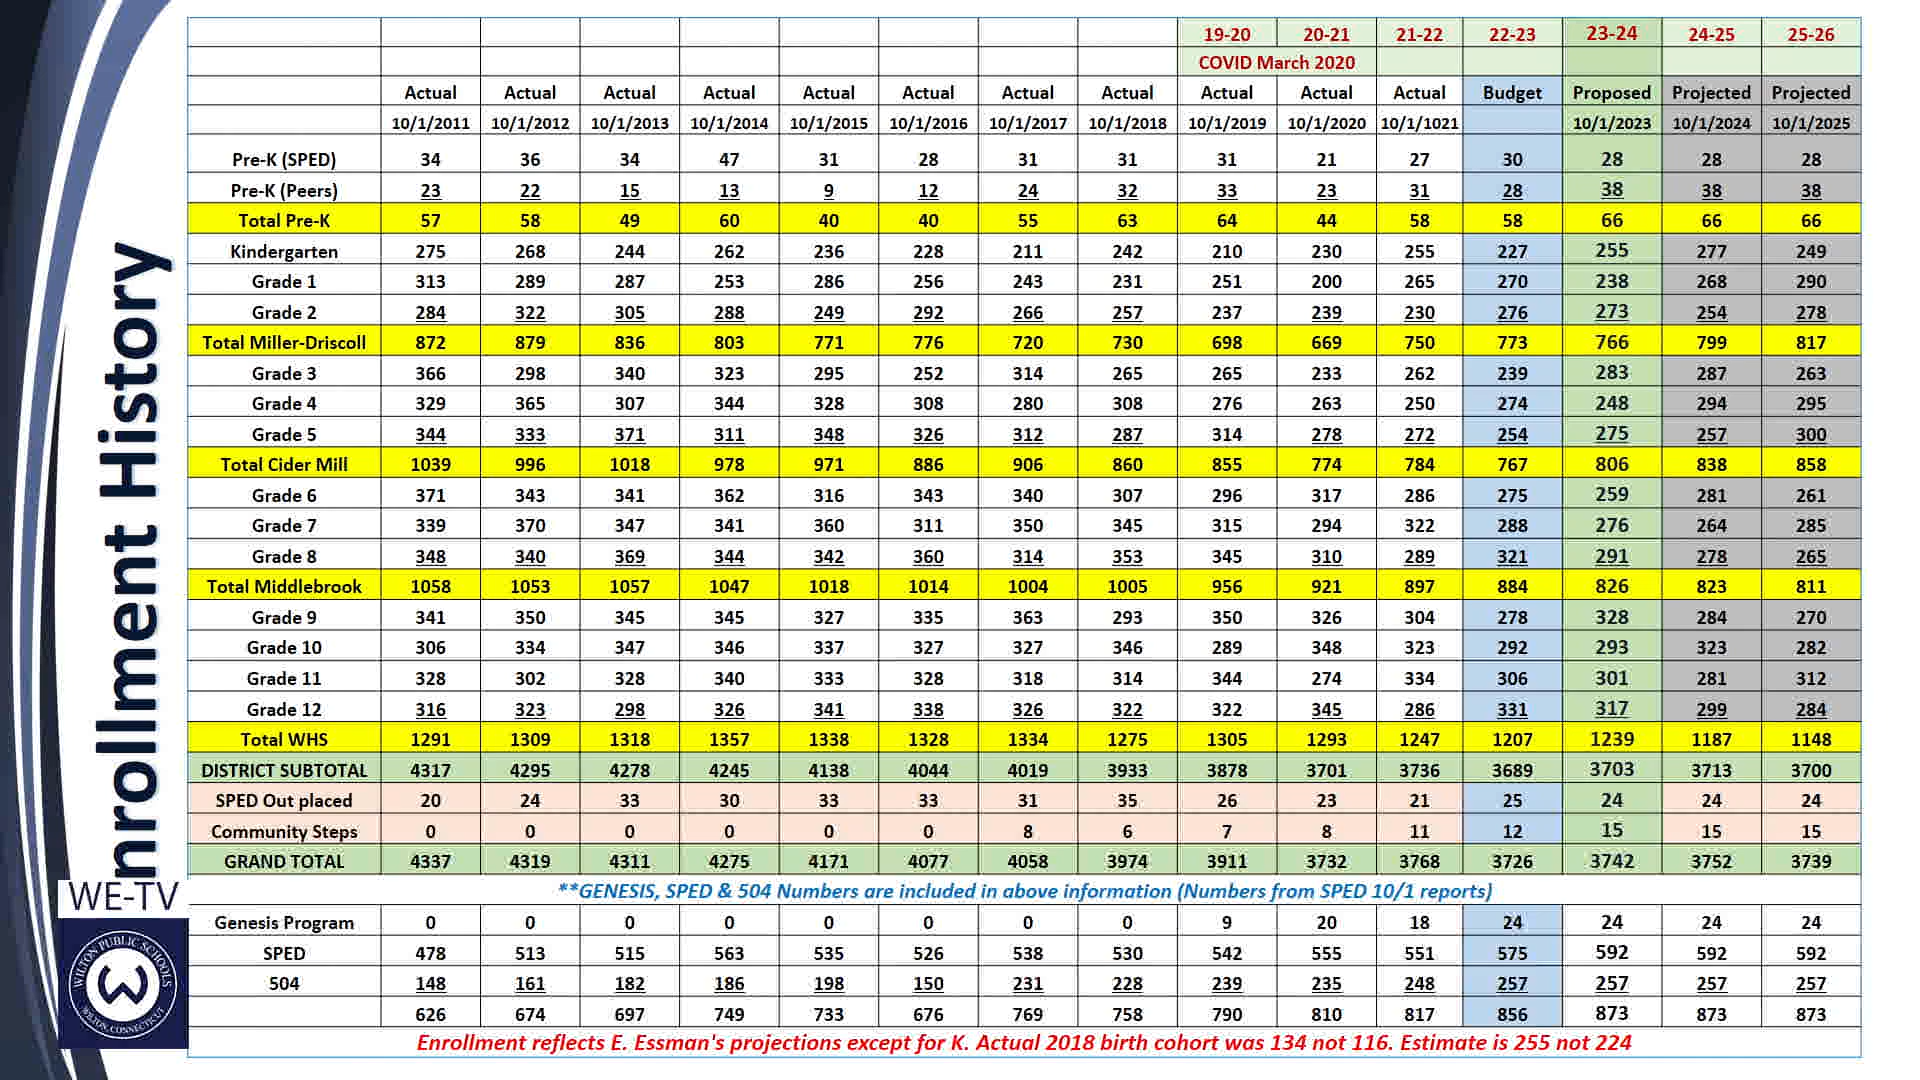 Enrollment History
19-20 20-21 21-22 22-23 23-24 24-25 25-26
COVID March 2020
Actual Actual Actual Actual Actual Actual Actual Actual Actual Actual Actual Budget Proposed Projected Projected
10/1/2011 10/1/2012 10/1/2013 10/1/2014 10/1/2015 10/1/2016 10/1/2017 10/1/2018 10/1/2019 10/1/2020 10/1/1021 10/1/2023 10/1/2024 10/1/2025
Pre-K (SPED) 34 36 34 47 31 28 31 31 31 21 27 30 28 28 28
Pre-K (Peers) 23 22 15 13 9 12 24 32 33 23 31 28 38 38 38
Total Pre-K 57 58 49 60 40 40 55 63 64 44 58 58 66 66 66
Kindergarten 275 268 244 262 236 228 211 242 210 230 255 227 255 277 249
Grade 1 313 289 287 253 286 256 243 231 251 200 265 270 238 268 290
Grade 2 284 322 305 288 249 292 266 257 237 239 230 276 273 254 278
Total Miller-Driscoll 872 879 836 803 771 776 720 730 698 669 750 773 766 799 817
Grade 3 366 298 340 323 295 252 314 265 265 233 262 239 283 287 263
Grade 4 329 365 307 344 328 308 280 308 276 263 250 274 248 294 295
Grade 5 344 333 371 311 348 326 312 287 314 278 272 254 275 257 300
Total Cider Mill 1039 996 1018 978 971 886 906 860 855 774 784 767 806 838 858
Grade 6 371 343 341 362 316 343 340 307 296 317 286 275 259 281 261
Grade 7 339 370 347 341 360 311 350 345 315 294 322 288 276 264 285
Grade 8 348 340 369 344 342 360 314 353 345 310 289 321 291 278 265
Total Middlebrook 1058 1053 1057 1047 1018 1014 1004 1005 956 921 897 884 826 823 811
Grade 9 341 350 345 345 327 335 363 293 350 326 304 278 328 284 270
Grade 10 306 334 347 346 337 327 327 346 289 348 323 292 293 323 282
Grade 11 328 302 328 340 333 328 318 314 344 274 334 306 301 281 312
Grade 12 316 323 298 326 341 338 326 322 322 345 286 331 317 299 284
Total WHS 1291 1309 1318 1357 1338 1328 1334 1275 1305 1293 1247 1207 1239 1187 1148
DISTRICT SUBTOTAL 4317 4295 4278 4245 4138 4044 4019 3933 3878 3701 3736 3689 3703 3713 3700
SPED Out placed 20 24 33 30 33 33 31 35 26 23 21 25 24 24 24
Community Steps 0 0 0 0 0 0 8 6 7 8 11 12 15 15 15
GRAND TOTAL 4337 4319 4311 4275 4171 4077 4058 3974 3911 3732 3768 3726 3742 3752 3739
**GENESIS, SPED & 504 Numbers are included in above information (Numbers from SPED 10/1 reports)
Genesis Program 0 0 0 0 0 0 0 0 9 20 18 24 24 24 24
SPED 478 513 515 563 535 526 538 530 542 555 551 575 592 592 592
504 148 161 182 186 198 150 231 228 239 235 248 257 257 257 257
626 674 697 749 733 676 769 758 790 810 817 856 873 873 873
Enrollment reflects E. Essman's projections except for K. Actual 2018 birth cohort was 134 not 116. Estimate is 255 not 224
WE-TV
WILTON PUBLIC SCHOOLS
W
WILTON, CONNECTICUT